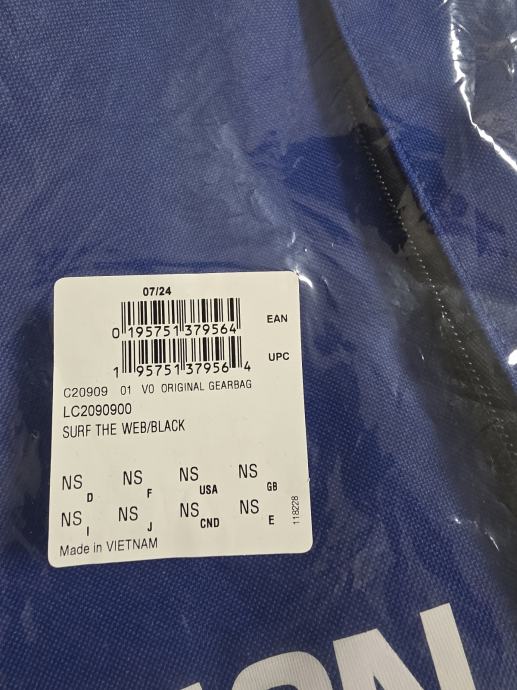 07/24
0 195751 379564 EAN
1 95751 37956 4 UPC
C20909 01 V0 ORIGINAL GEARBAG
LC2090900
SURF THE WEB/BLACK
NS D NS F NS USA NS GB
NS I NS J NS CND NS E
118228
Made in VIETNAM